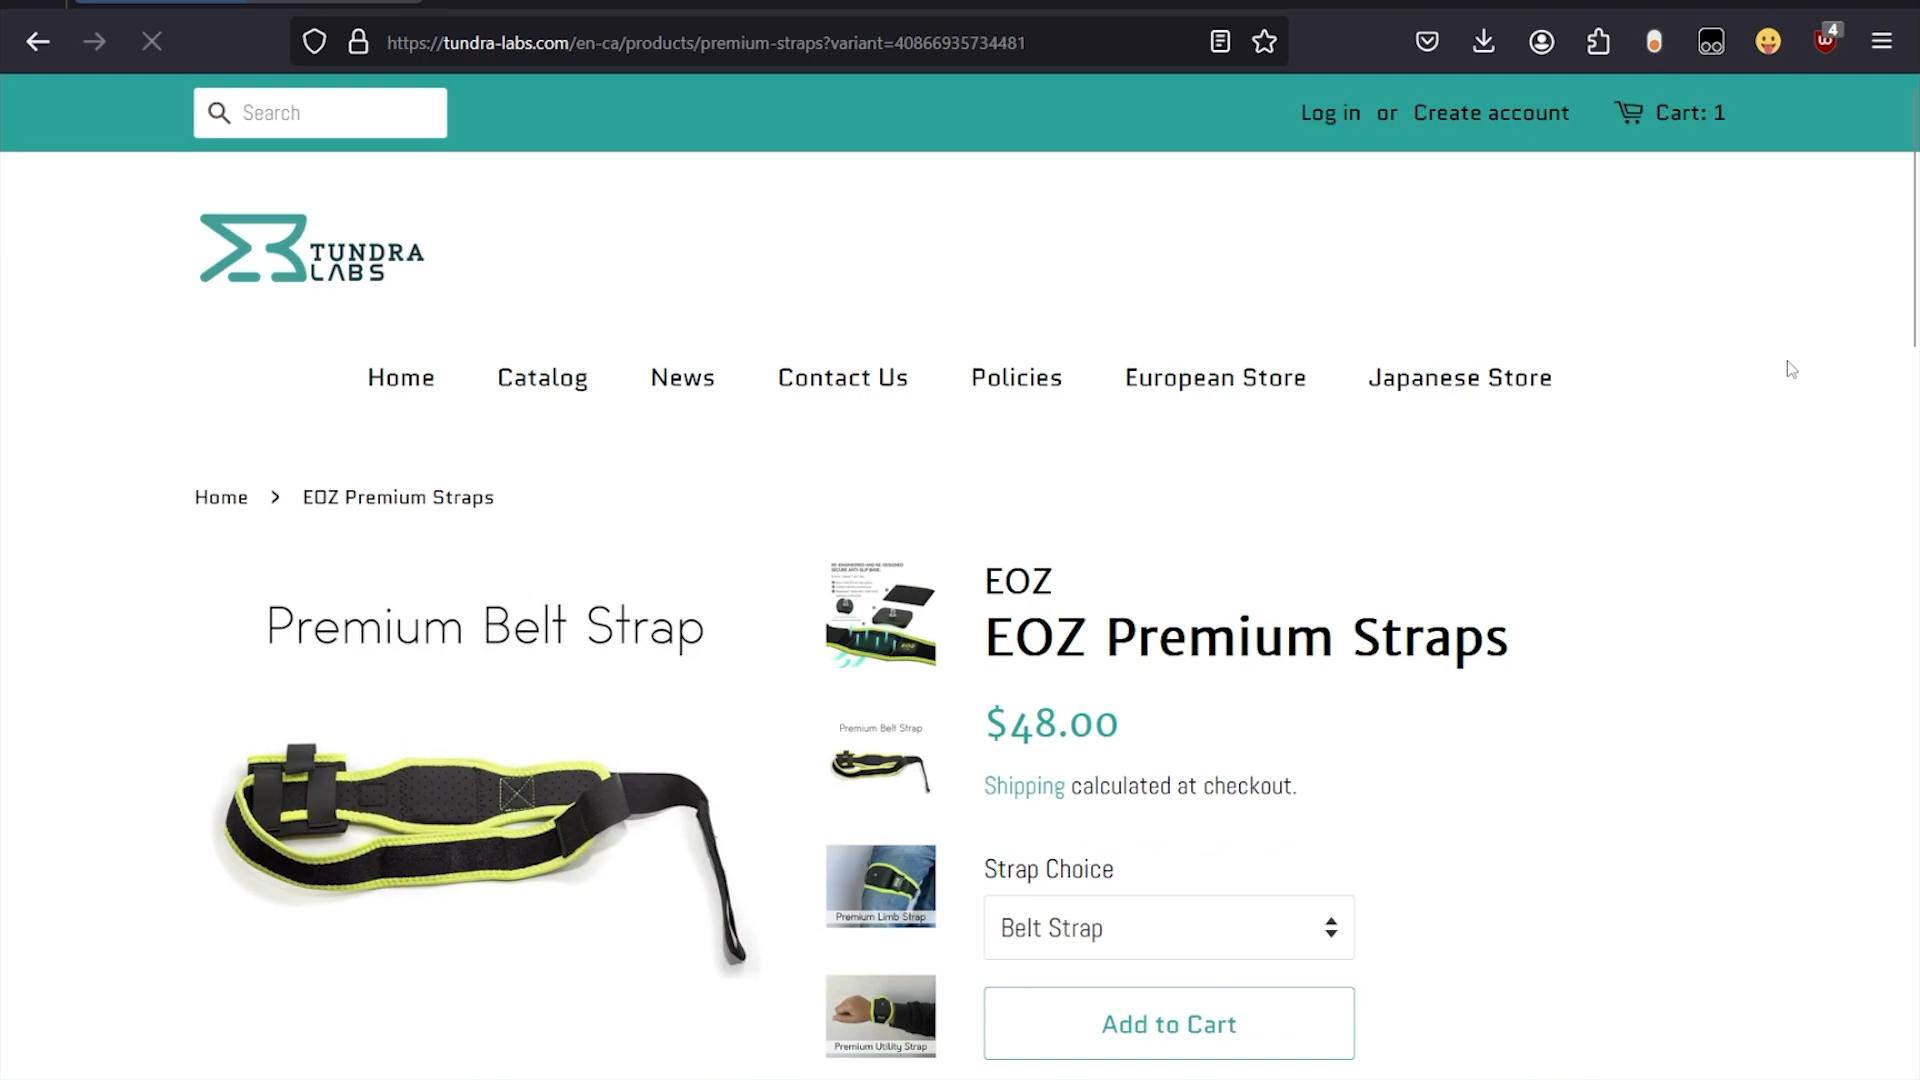 https://tundra-labs.com/en-ca/products/premium-straps?variant=40866935734481
4
Search
Log in or Create account
Cart: 1
TUNDRA
LABS
Home
Catalog
News
Contact Us
Policies
European Store
Japanese Store
Home > EOZ Premium Straps
Premium Belt Strap
Premium Belt Strap
Premium Limb Strap
Premium Utility Strap
EOZ
EOZ Premium Straps
$48.00
Shipping calculated at checkout.
Strap Choice
Belt Strap
Add to Cart